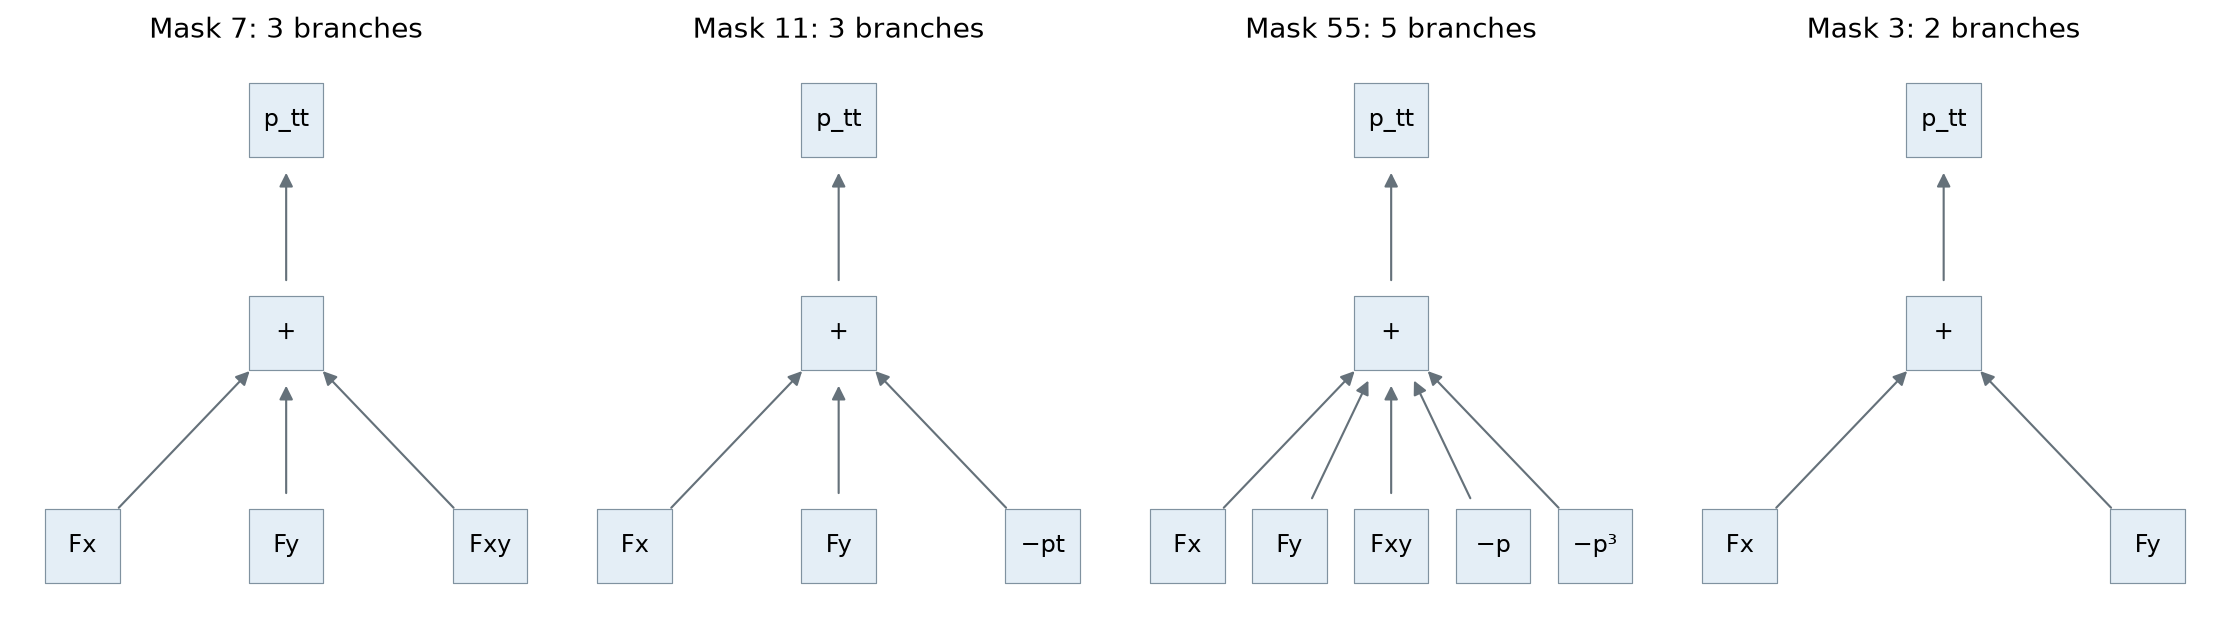 Mask 7: 3 branches
p_tt
+
Fx
Fy
Fxy
Mask 11: 3 branches
p_tt
+
Fx
Fy
−pt
Mask 55: 5 branches
p_tt
+
Fx
Fy
Fxy
−p
−p³
Mask 3: 2 branches
p_tt
+
Fx
Fy